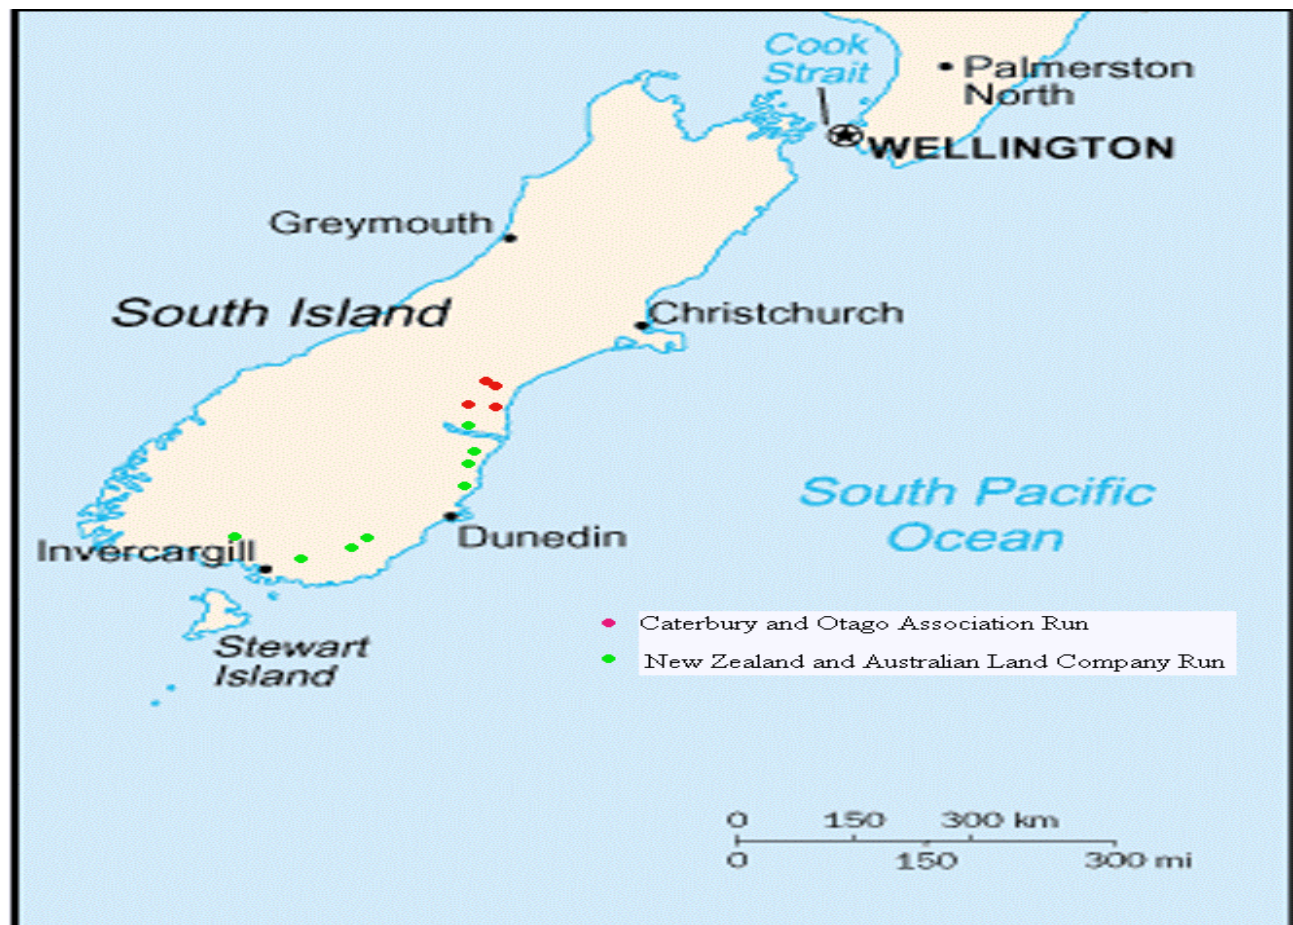 Cook
Strait
Palmerston
North
WELLINGTON
Greymouth
South Island
Christchurch
South Pacific
Ocean
Dunedin
Invercargill
Stewart
Island
Caterbury and Otago Association Run
New Zealand and Australian Land Company Run
0 150 300 km
0 150 300 mi